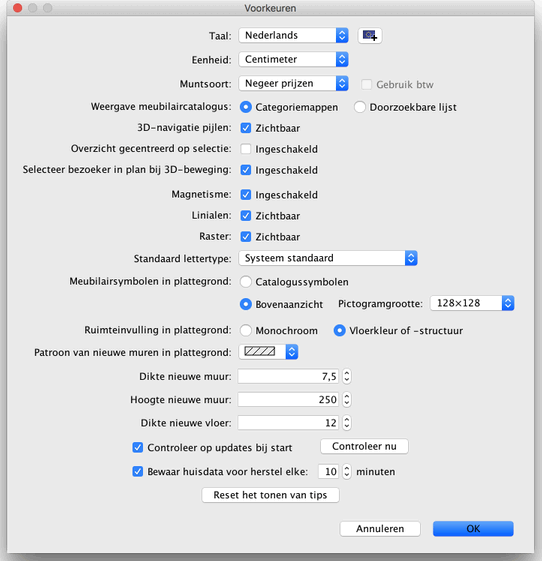 Voorkeuren
Taal: Nederlands
Eenheid: Centimeter
Muntsoort: Negeer prijzen Gebruik btw
Weergave meubilaircatalogus: Categoriemappen Doorzoekbare lijst
3D-navigatie pijlen: Zichtbaar
Overzicht gecentreerd op selectie: Ingeschakeld
Selecteer bezoeker in plan bij 3D-beweging: Ingeschakeld
Magnetisme: Ingeschakeld
Linialen: Zichtbaar
Raster: Zichtbaar
Standaard lettertype: Systeem standaard
Meubilairsymbolen in plattegrond: Catalogussymbolen
Bovenaanzicht Pictogramgrootte: 128×128
Ruimteinvulling in plattegrond: Monochroom Vloerkleur of -structuur
Patroon van nieuwe muren in plattegrond:
Dikte nieuwe muur: 7,5
Hoogte nieuwe muur: 250
Dikte nieuwe vloer: 12
Controleer op updates bij start Controleer nu
Bewaar huisdata voor herstel elke: 10 minuten
Reset het tonen van tips
Annuleren OK